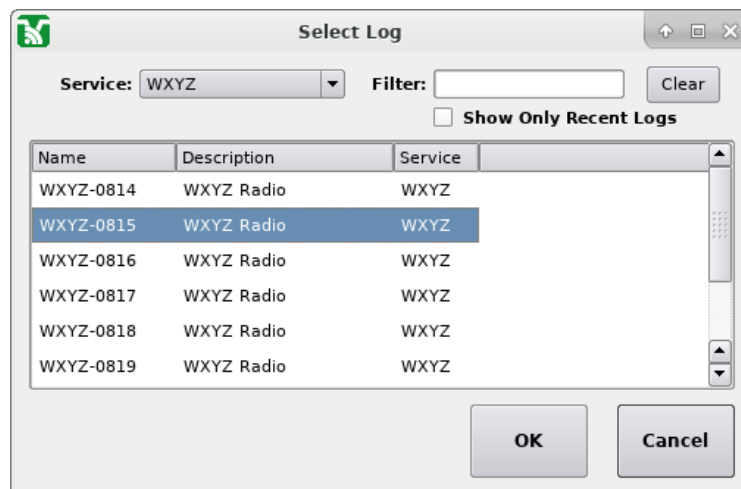 Select Log
Service: WXYZ Filter: Clear
Show Only Recent Logs
Name Description Service
WXYZ-0814 WXYZ Radio WXYZ
WXYZ-0815 WXYZ Radio WXYZ
WXYZ-0816 WXYZ Radio WXYZ
WXYZ-0817 WXYZ Radio WXYZ
WXYZ-0818 WXYZ Radio WXYZ
WXYZ-0819 WXYZ Radio WXYZ
OK Cancel